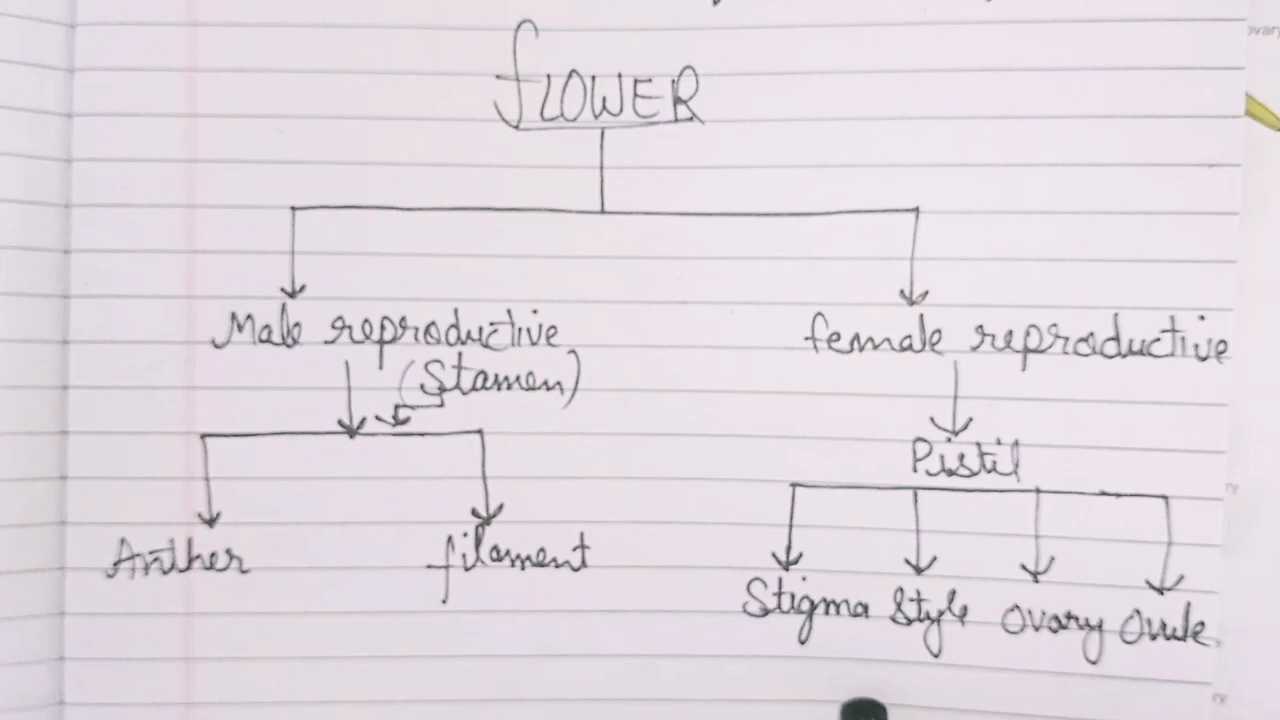 fLOWER
Male reproductive
female reproductive
(Stamen)
Pistil
Anther
filament
Stigma
Style
Ovary
Ovule